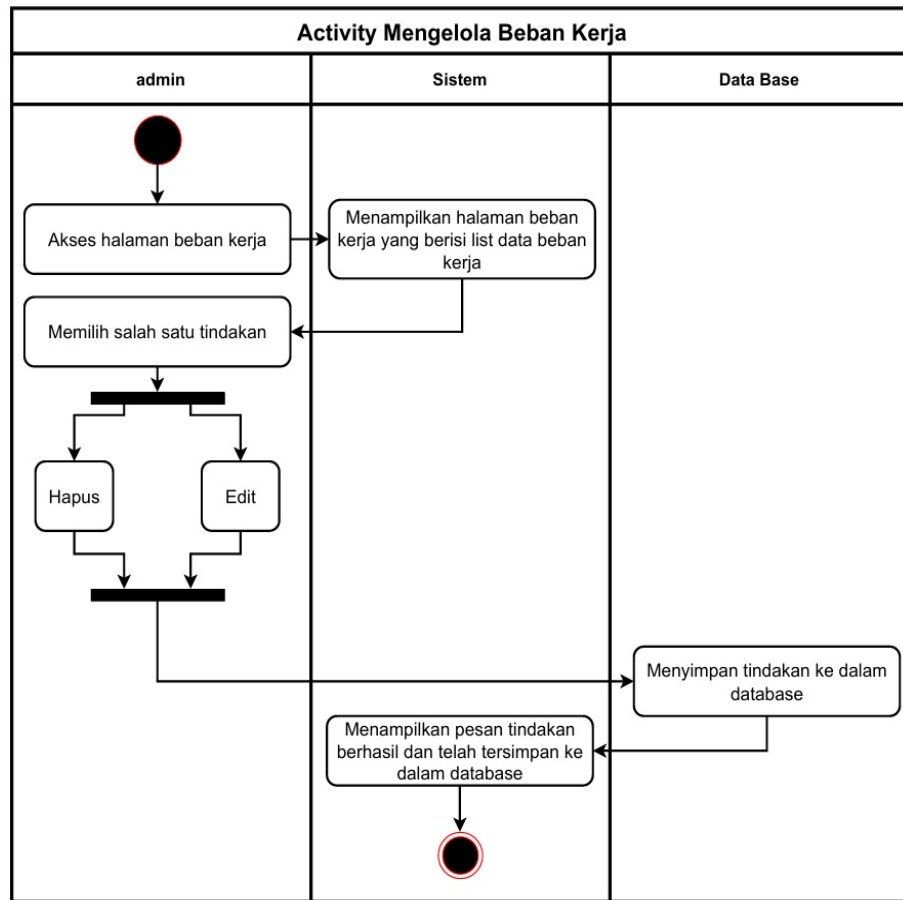 Activity Mengelola Beban Kerja
admin
Sistem
Data Base
Akses halaman beban kerja
Menampilkan halaman beban
kerja yang berisi list data beban
kerja
Memilih salah satu tindakan
Hapus
Edit
Menyimpan tindakan ke dalam
database
Menampilkan pesan tindakan
berhasil dan telah tersimpan ke
dalam database